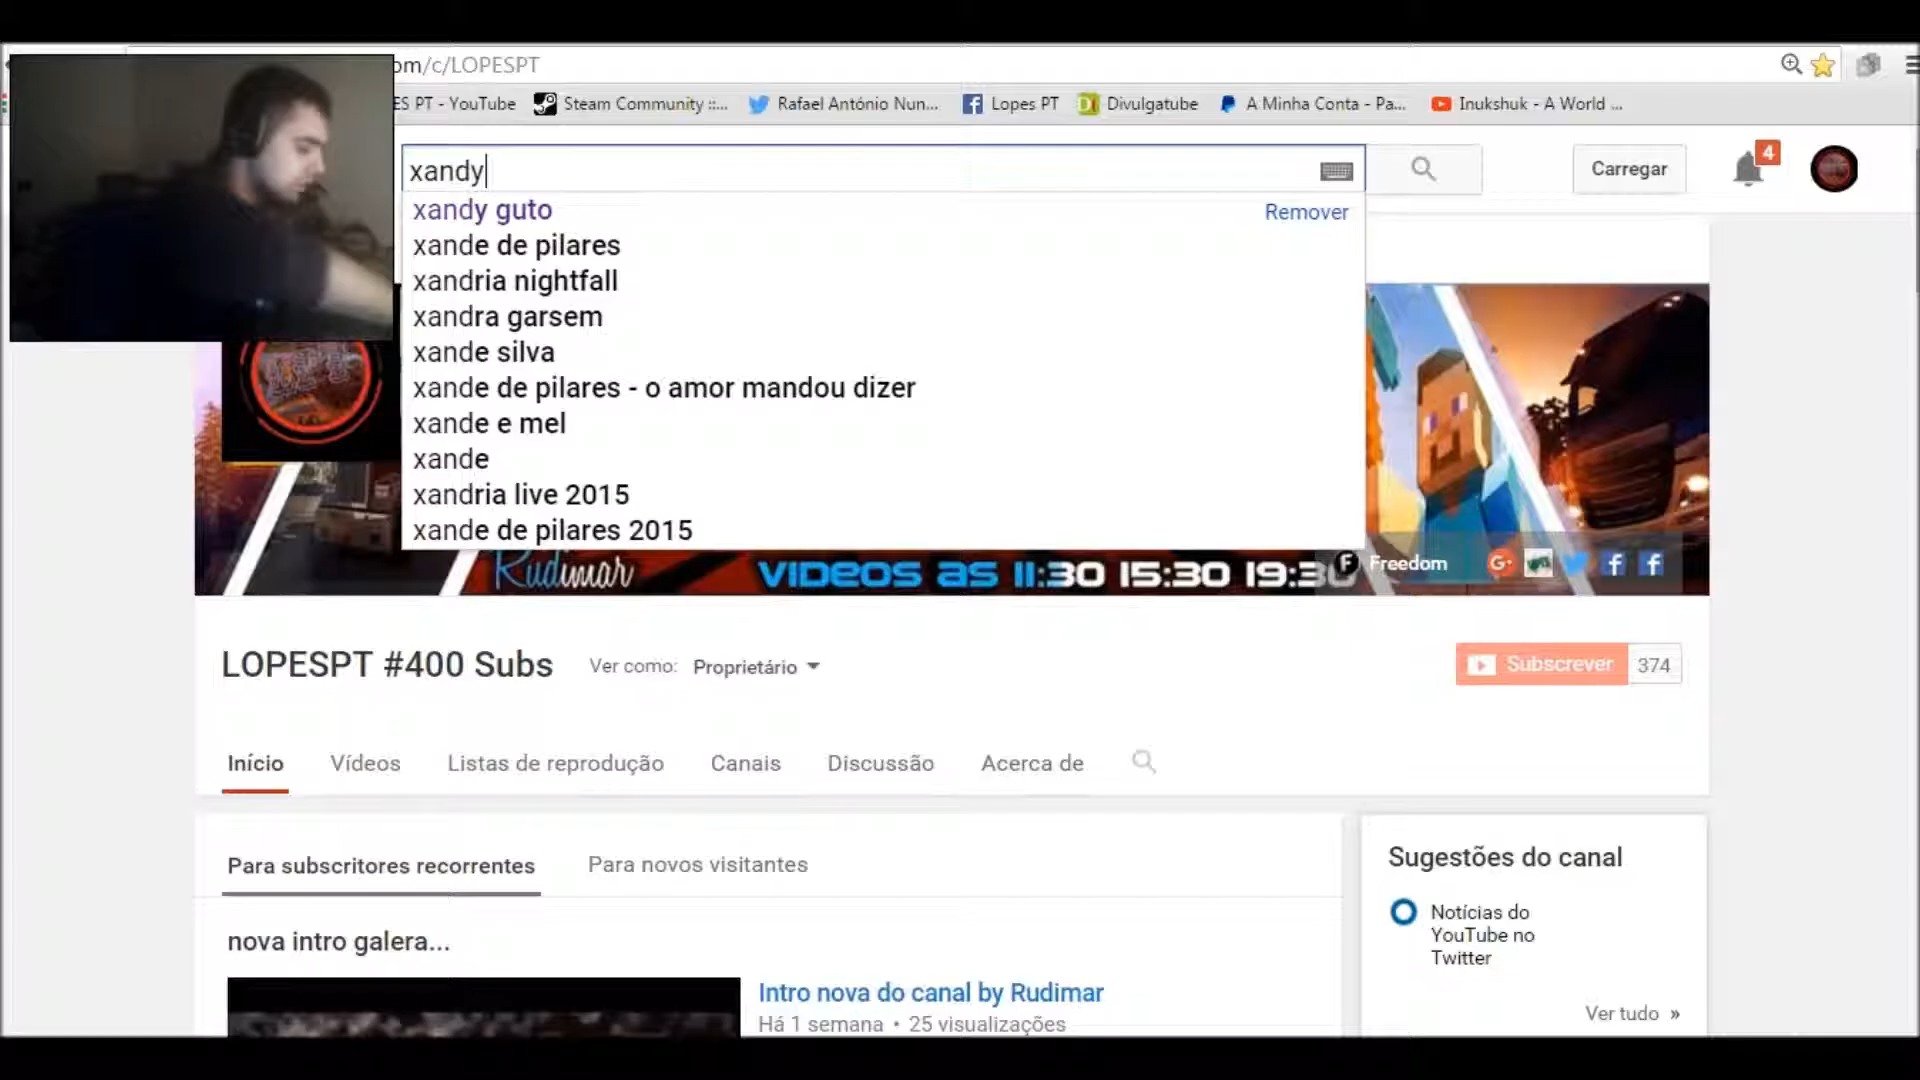 om/c/LOPESPT
ES PT - YouTube
Steam Community ::...
Rafael António Nun...
Lopes PT
Divulgatube
A Minha Conta - Pa...
Inukshuk - A World ...
xandy
Carregar
4
xandy guto
Remover
xande de pilares
xandria nightfall
xandra garsem
xande silva
xande de pilares - o amor mandou dizer
xande e mel
xande
xandria live 2015
xande de pilares 2015
Rudimar
VIDEOS AS 11:30 15:30 19:30
Freedom
LOPESPT #400 Subs
Ver como: Proprietário
Subscrever
374
Início
Vídeos
Listas de reprodução
Canais
Discussão
Acerca de
Para subscritores recorrentes
Para novos visitantes
nova intro galera...
Intro nova do canal by Rudimar
Há 1 semana • 25 visualizações
Sugestões do canal
Notícias do
YouTube no
Twitter
Ver tudo »